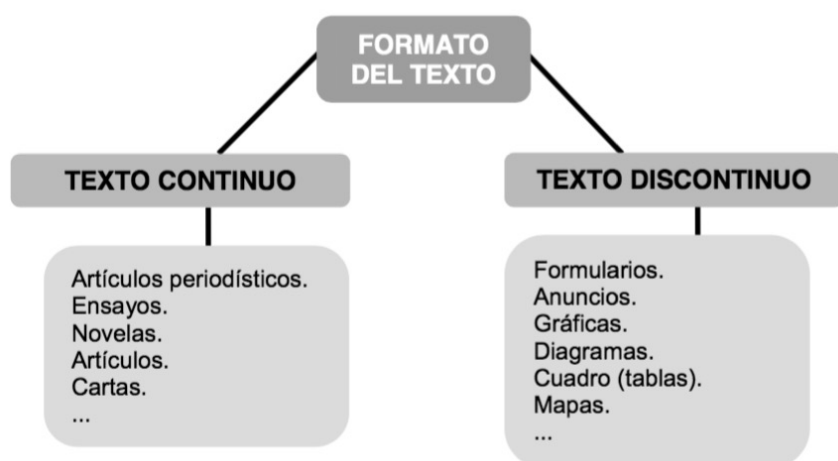 FORMATO
DEL TEXTO
TEXTO CONTINUO
TEXTO DISCONTINUO
Artículos periodísticos.
Ensayos.
Novelas.
Artículos.
Cartas.
...
Formularios.
Anuncios.
Gráficas.
Diagramas.
Cuadro (tablas).
Mapas.
...